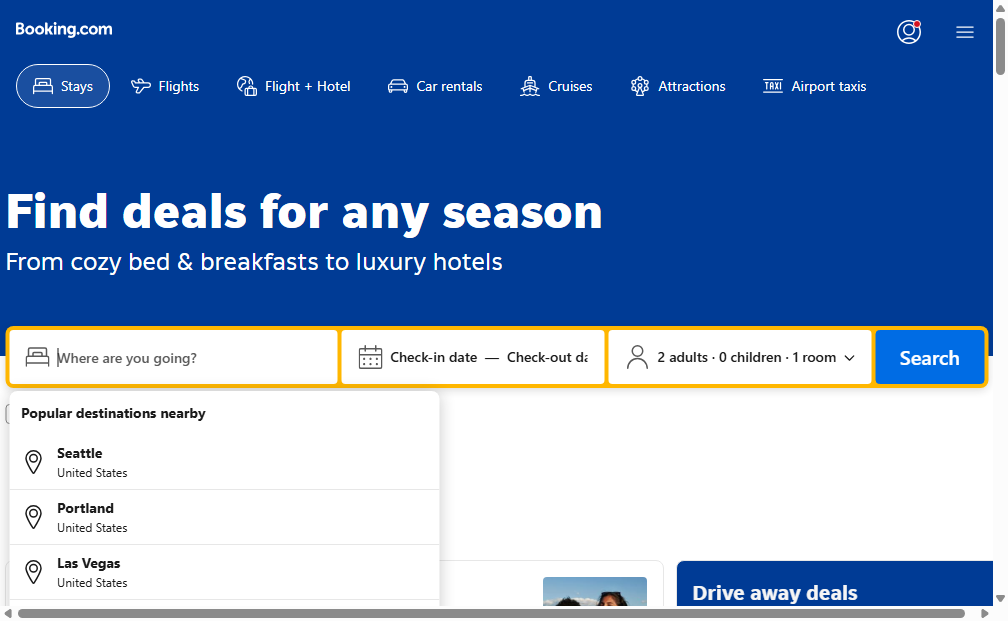 Booking.com
Stays
Flights
Flight + Hotel
Car rentals
Cruises
Attractions
TAXI Airport taxis
Find deals for any season
From cozy bed & breakfasts to luxury hotels
Where are you going?
Check-in date — Check-out da
2 adults · 0 children · 1 room
Search
Popular destinations nearby
Seattle
United States
Portland
United States
Las Vegas
United States
Drive away deals